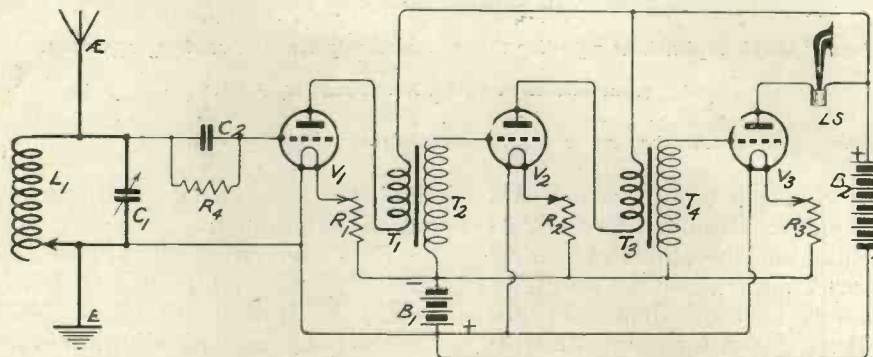 Æ
C2
L1
C1
R4
V1
R1
T1
T2
V2
R2
T3
T4
V3
R3
LS
B2
+
-
B1
+
E